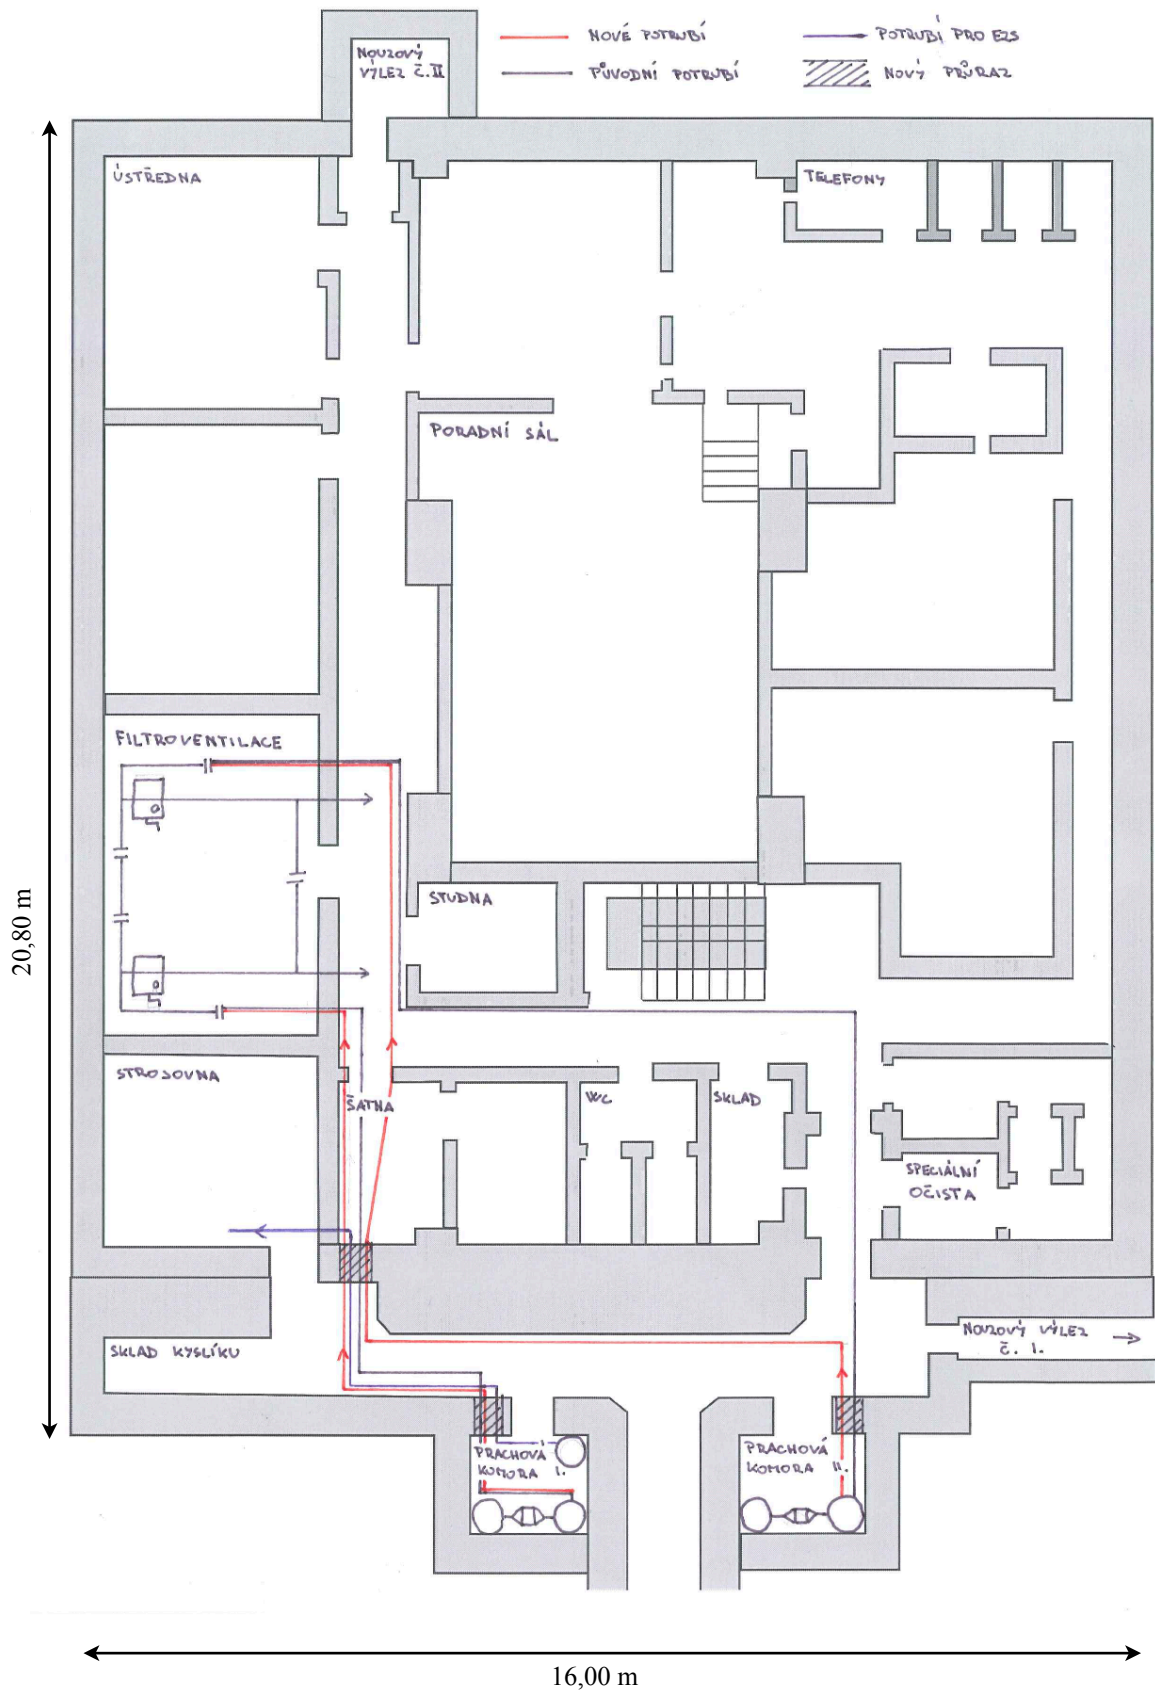 NOUZOVÝ
VÝLEZ Č. II
NOVÉ POTRUBÍ
POTRUBÍ PRO EZS
PŮVODNÍ POTRUBÍ
NOVÝ PRŮRAZ
ÚSTŘEDNA
TELEFONY
PORADNÍ SÁL
FILTROVENTILACE
STUDNA
20,80 m
STROJOVNA
ŠATNA
WC
SKLAD
SPECIÁLNÍ
OČISTA
SKLAD KYSLÍKU
NOUZOVÝ VÝLEZ
Č. I.
PRACHOVÁ
KOMORA I.
PRACHOVÁ
KOMORA II.
16,00 m